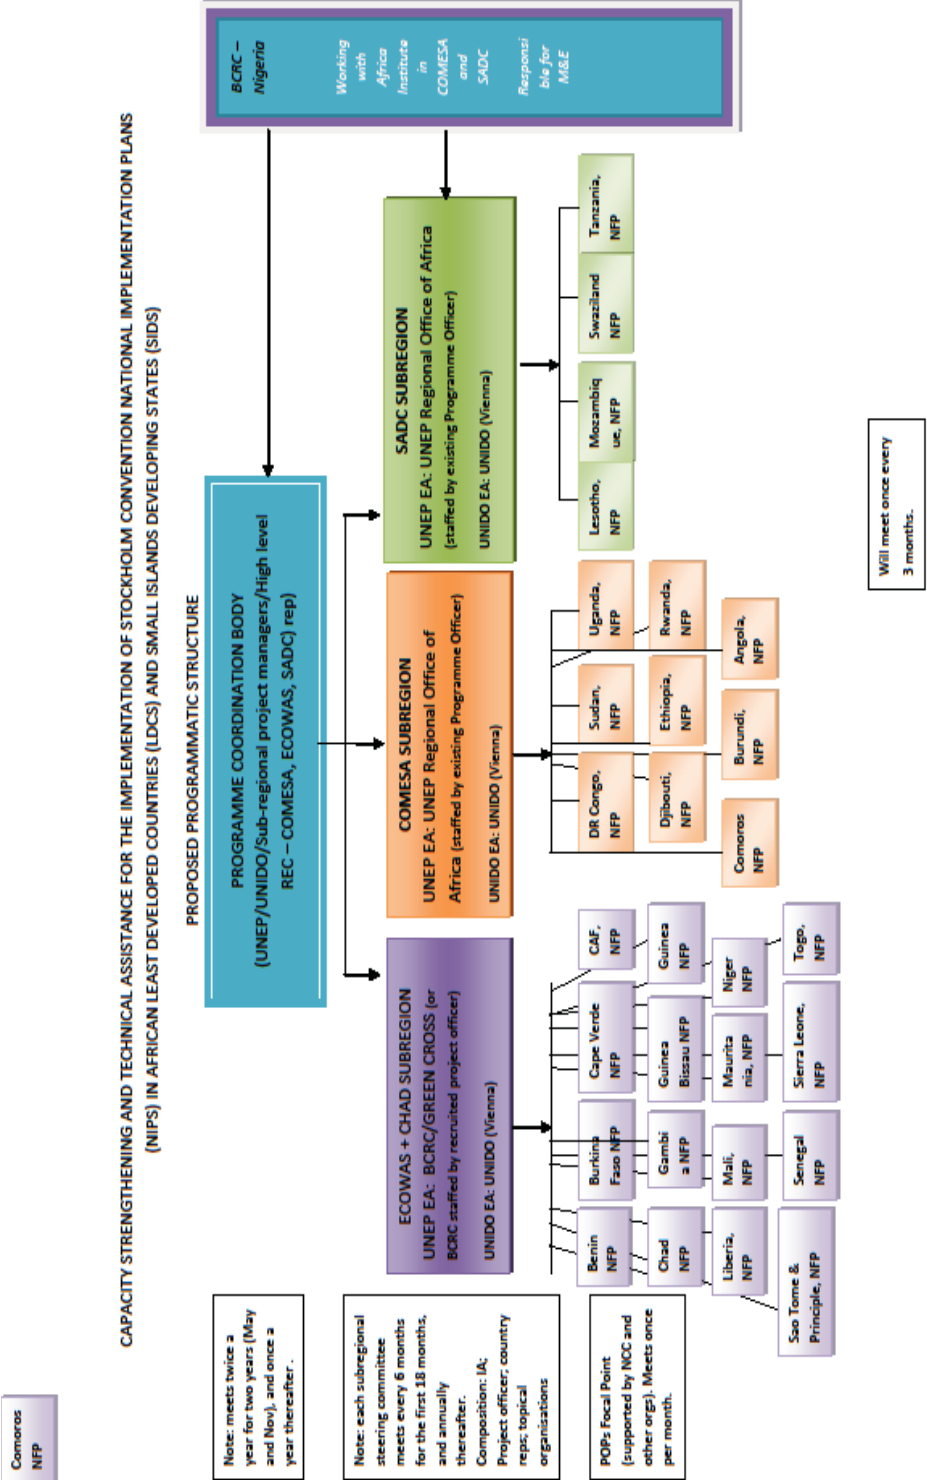 Comoros
NFP
CAPACITY STRENGTHENING AND TECHNICAL ASSISTANCE FOR THE IMPLEMENTATION OF STOCKHOLM CONVENTION NATIONAL IMPLEMENTATION PLANS
(NIPS) IN AFRICAN LEAST DEVELOPED COUNTRIES (LDCS) AND SMALL ISLANDS DEVELOPING STATES (SIDS)
PROPOSED PROGRAMMATIC STRUCTURE
Note: meets twice a
year for two years (May
and Nov), and once a
year thereafter .
PROGRAMME COORDINATION BODY
(UNEP/UNIDO/Sub-regional project managers/High level
REC – COMESA, ECOWAS, SADC) rep)
BCRC –
Nigeria
Working
with
Africa
Institute
in
COMESA
and
SADC
Responsi
ble for
M&E
Note: each subregional
steering committee
meets every 6 months
for the first 18 months,
and annually
thereafter.
Composition: IA;
Project officer; country
reps; topical
organisations
ECOWAS + CHAD SUBREGION
UNEP EA: BCRC/GREEN CROSS (or
BCRC staffed by recruited project officer)
UNIDO EA: UNIDO (Vienna)
COMESA SUBREGION
UNEP EA: UNEP Regional Office of
Africa (staffed by existing Programme Officer)
UNIDO EA: UNIDO (Vienna)
SADC SUBREGION
UNEP EA: UNEP Regional Office of Africa
(staffed by existing Programme Officer)
UNIDO EA: UNIDO (Vienna)
POPs Focal Point
(supported by NCC and
other orgs). Meets once
per month.
Benin
NFP
Burkina
Faso NFP
Cape Verde
NFP
CAF,
NFP
Chad
NFP
Gambi
a NFP
Guinea
Bissau NFP
Guinea
NFP
Liberia,
NFP
Mali,
NFP
Maurita
nia, NFP
Niger
NFP
Sao Tome &
Principle, NFP
Senegal
NFP
Sierra Leone,
NFP
Togo,
NFP
DR Congo,
NFP
Sudan,
NFP
Uganda,
NFP
Djibouti,
NFP
Ethiopia,
NFP
Rwanda,
NFP
Comoros
NFP
Burundi,
NFP
Angola,
NFP
Lesotho,
NFP
Mozambiq
ue, NFP
Swaziland
NFP
Tanzania,
NFP
Will meet once every
3 months.